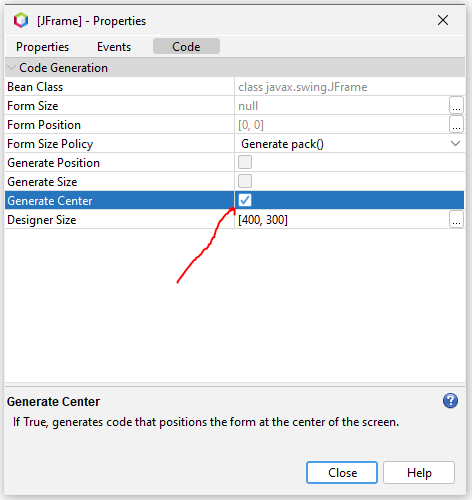 [JFrame] - Properties
Properties Events Code
Code Generation
Bean Class class javax.swing.JFrame
Form Size null ...
Form Position [0, 0] ...
Form Size Policy Generate pack()
Generate Position
Generate Size
Generate Center
Designer Size [400, 300] ...
Generate Center ?
If True, generates code that positions the form at the center of the screen.
Close Help